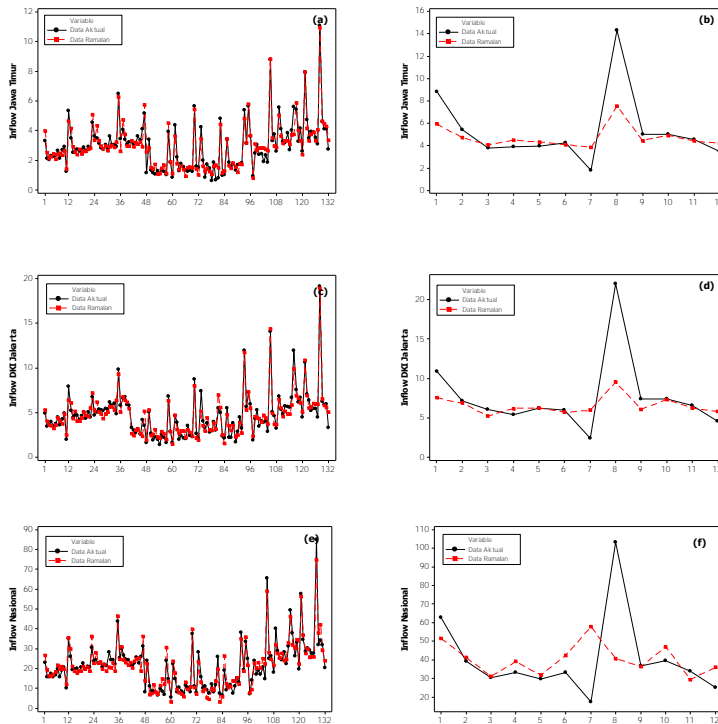 (a)
Variable
Data Aktual
Data Ramalan
Inflow Jawa Timur
12
10
8
6
4
2
0
1 12 24 36 48 60 72 84 96 108 120 132
(b)
Variable
Data Aktual
Data Ramalan
Inflow Jawa Timur
16
14
12
10
8
6
4
2
0
1 2 3 4 5 6 7 8 9 10 11 12
(c)
Variable
Data Aktual
Data Ramalan
Inflow DKI Jakarta
20
15
10
5
0
1 12 24 36 48 60 72 84 96 108 120 132
(d)
Variable
Data Aktual
Data Ramalan
Inflow DKI Jakarta
20
15
10
5
0
1 2 3 4 5 6 7 8 9 10 11 12
(e)
Variable
Data Aktual
Data Ramalan
Inflow Nasional
90
80
70
60
50
40
30
20
10
0
1 12 24 36 48 60 72 84 96 108 120 132
(f)
Variable
Data Aktual
Data Ramalan
Inflow Nasional
110
100
90
80
70
60
50
40
30
20
1 2 3 4 5 6 7 8 9 10 11 12